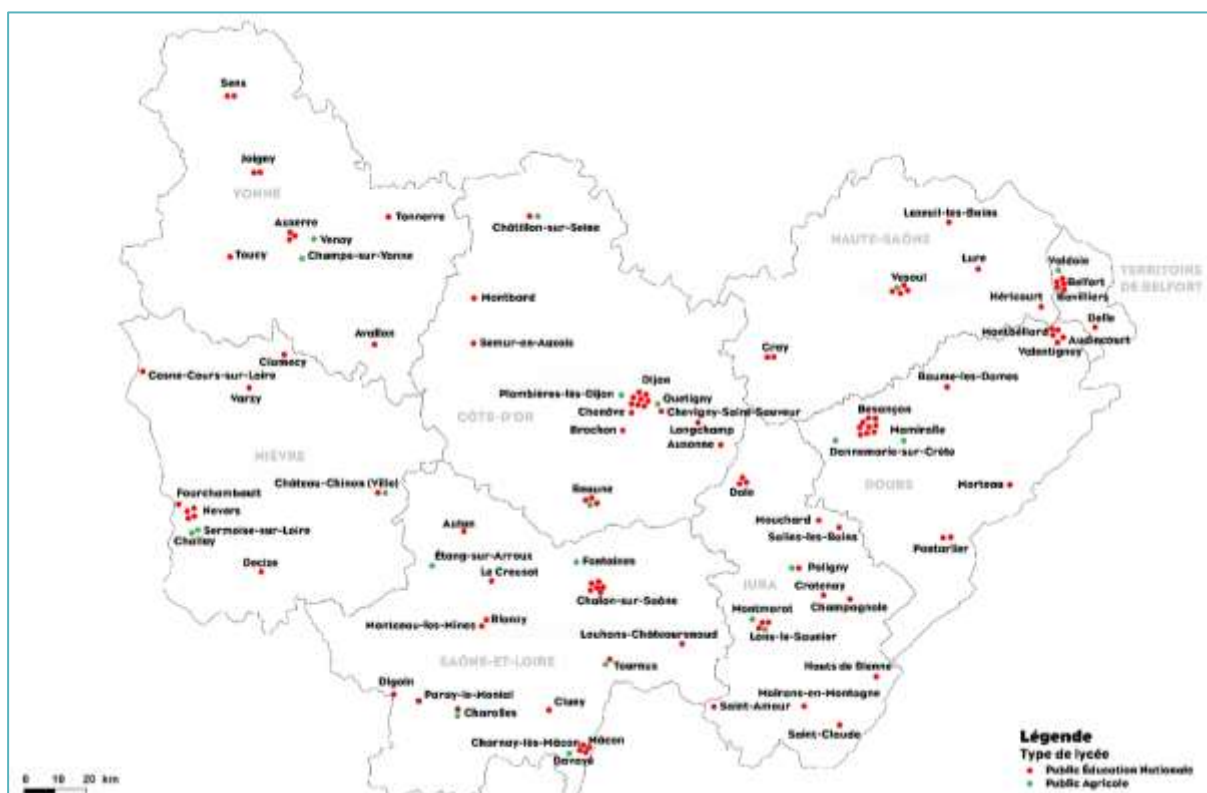 Sens
Joigny
YONNE
Auxerre
Tonnerre
Venoy
Toucy
Champs-sur-Yonne
Avallon
Châtillon-sur-Seine
Montbard
Semur-en-Auxois
Dijon
Plombières-lès-Dijon
Quetigny
CÔTE-D'OR
Chenôve
Chevigny-Saint-Sauveur
Longchamp
Brochon
Auxonne
Beaune
Luxeuil-les-Bains
HAUTE-SAÔNE
Lure
Vesoul
Héricourt
Gray
Valdoie
TERRITOIRE
DE BELFORT
Belfort
Bavilliers
Delle
Montbéliard
Audincourt
Valentigney
Baume-les-Dames
Besançon
Mamirolle
Dannemarie-sur-Crète
DOUBS
Morteau
Pontarlier
Clamecy
Cosne-Cours-sur-Loire
Varzy
NIÈVRE
Château-Chinon (Ville)
Fourchambault
Nevers
Sermoise-sur-Loire
Challuy
Decize
Autun
Étang-sur-Arroux
Le Creusot
Fontaines
Chalon-sur-Saône
Blanzy
Montceau-les-Mines
Louhans-Châteaurenaud
SAÔNE-ET-LOIRE
Tournus
Digoin
Paray-le-Monial
Charolles
Cluny
Charnay-lès-Mâcon
Mâcon
Davayé
Dole
Mouchard
Salins-les-Bains
Poligny
JURA
Crotenay
Champagnole
Montmorot
Lons-le-Saunier
Hauts de Bienne
Moirans-en-Montagne
Saint-Amour
Saint-Claude
Légende
Type de lycée
Public Éducation Nationale
Public Agricole
0 10 20 km